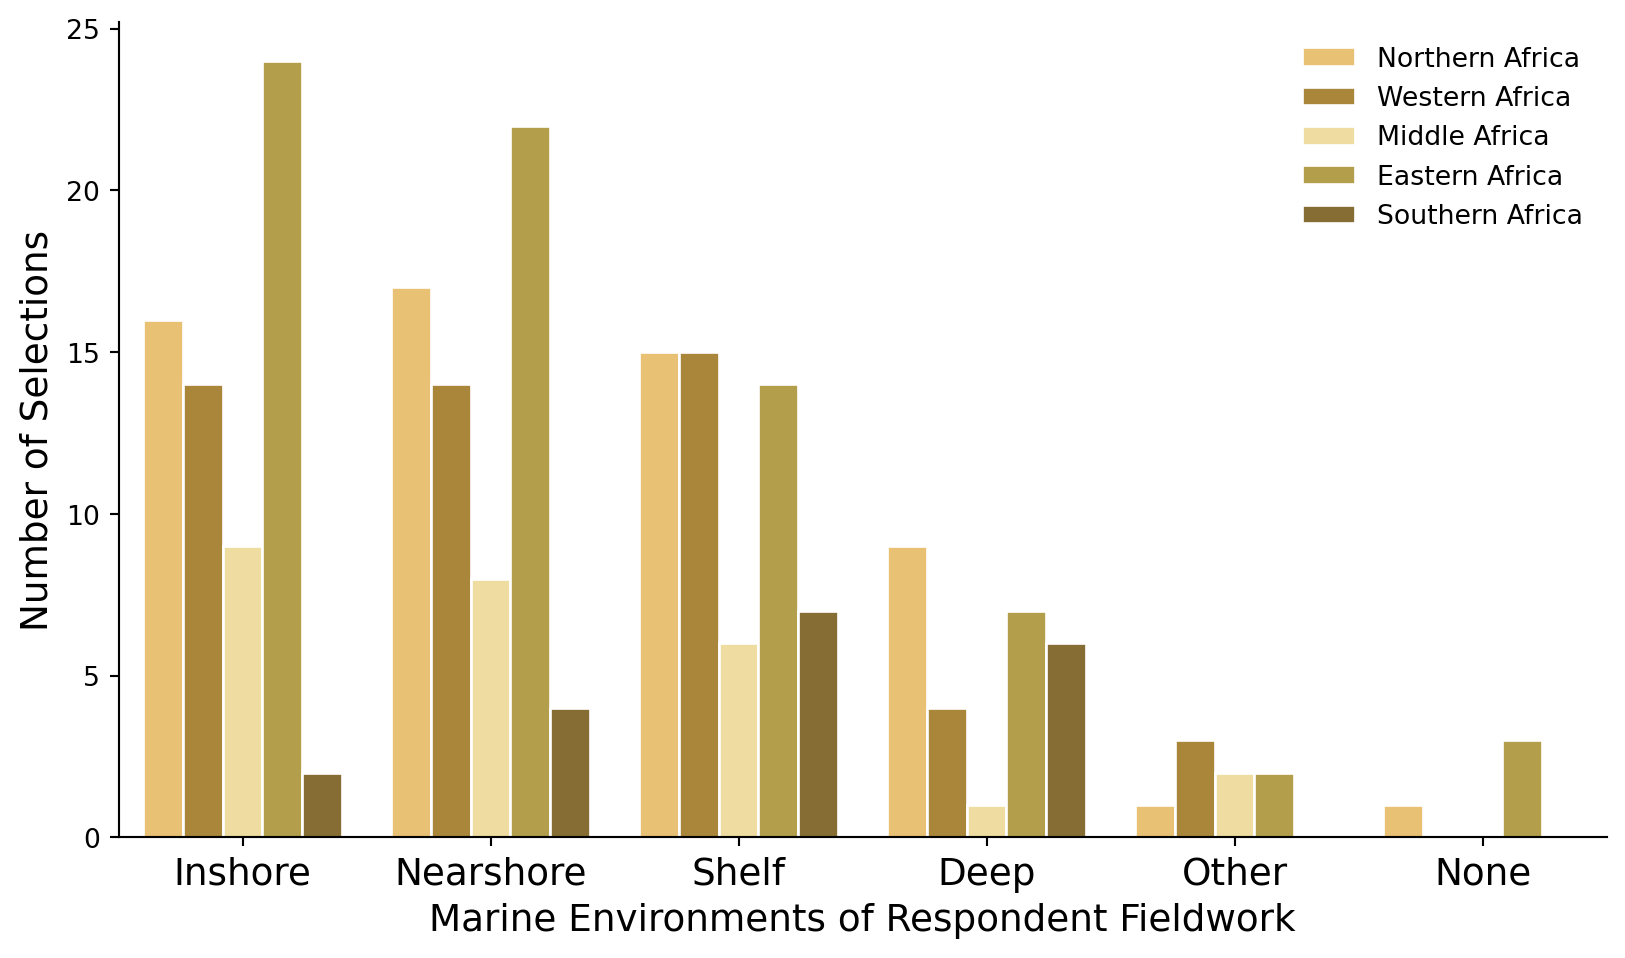 25
20
15
10
5
0
Number of Selections
Northern Africa
Western Africa
Middle Africa
Eastern Africa
Southern Africa
Inshore Nearshore Shelf Deep Other None
Marine Environments of Respondent Fieldwork